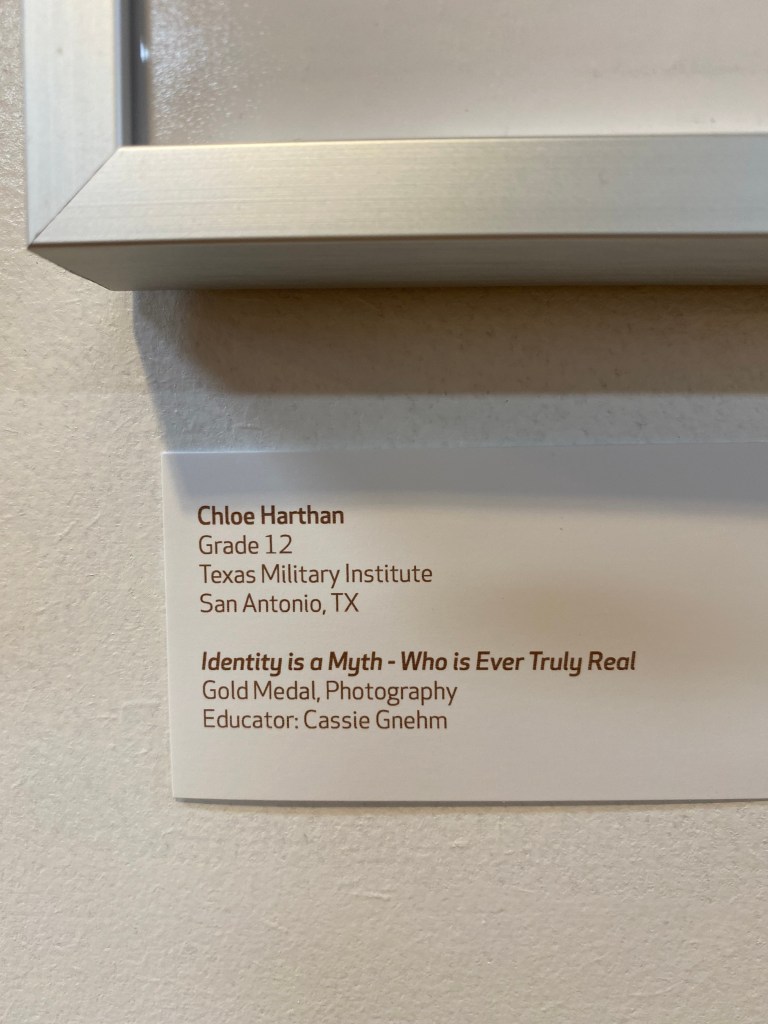 Chloe Harthan
Grade 12
Texas Military Institute
San Antonio, TX
Identity is a Myth - Who is Ever Truly Real
Gold Medal, Photography
Educator: Cassie Gnehm